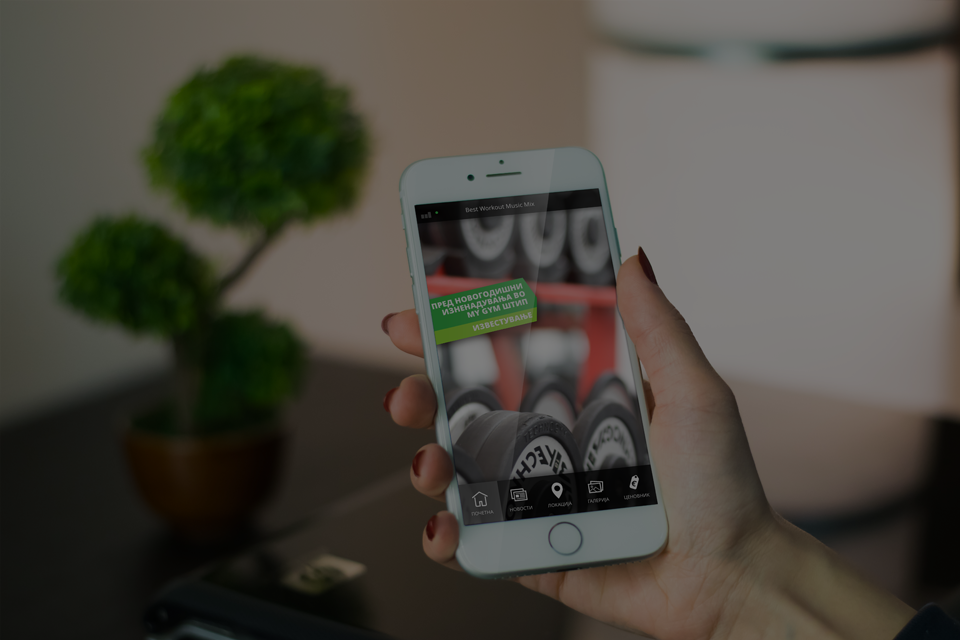 Best Workout Music Mix
ПРЕД НОВОГОДИШНИ
ИЗНЕНАДУВАЊА ВО
MY GYM ШТИП
ИЗВЕСТУВАЊЕ
ПОЧЕТНА
НОВОСТИ
ЛОКАЦИЈА
ГАЛЕРИЈА
ЦЕНОВНИК